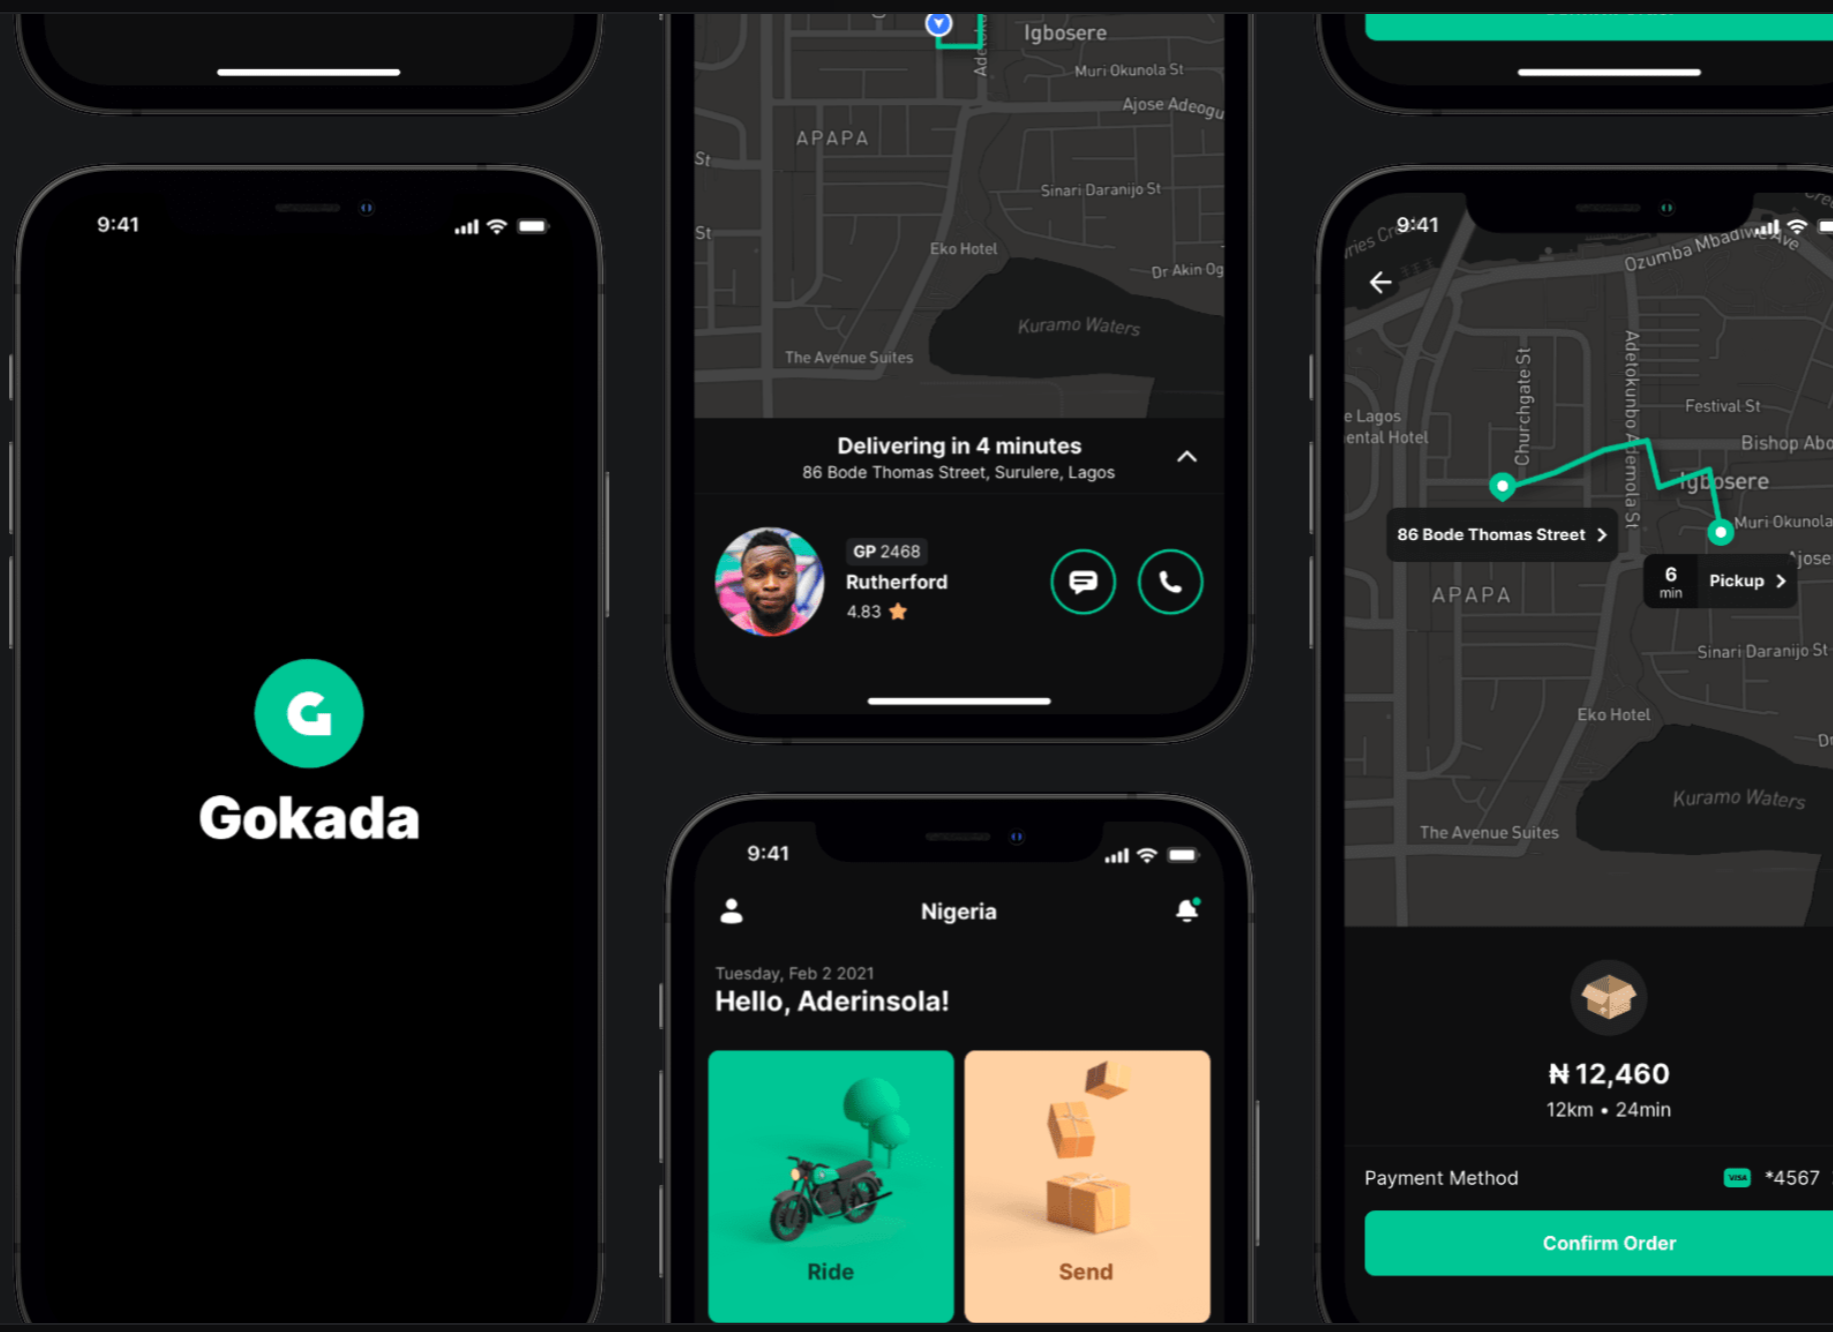 9:41
Gokada
Igbosere
Muri Okunola St
Ajose Adeogu
APAPA
St
Sinari Daranijo St
St
Eko Hotel
Dr Akin Og
Kuramo Waters
The Avenue Suites
Delivering in 4 minutes
86 Bode Thomas Street, Surulere, Lagos
GP 2468
Rutherford
4.83
9:41
Nigeria
Tuesday, Feb 2 2021
Hello, Aderinsola!
Ride
Send
9:41
Ozumba Mbadiwe Ave
Churchgate St
Adetokunbo Ademola St
Festival St
e Lagos
ental Hotel
Bishop Abo
Igbosere
Muri Okunola
86 Bode Thomas Street
Ajose
6
min
Pickup
APAPA
Sinari Daranijo St
Eko Hotel
Dr
Kuramo Waters
The Avenue Suites
₦ 12,460
12km • 24min
Payment Method
VISA
*4567
Confirm Order